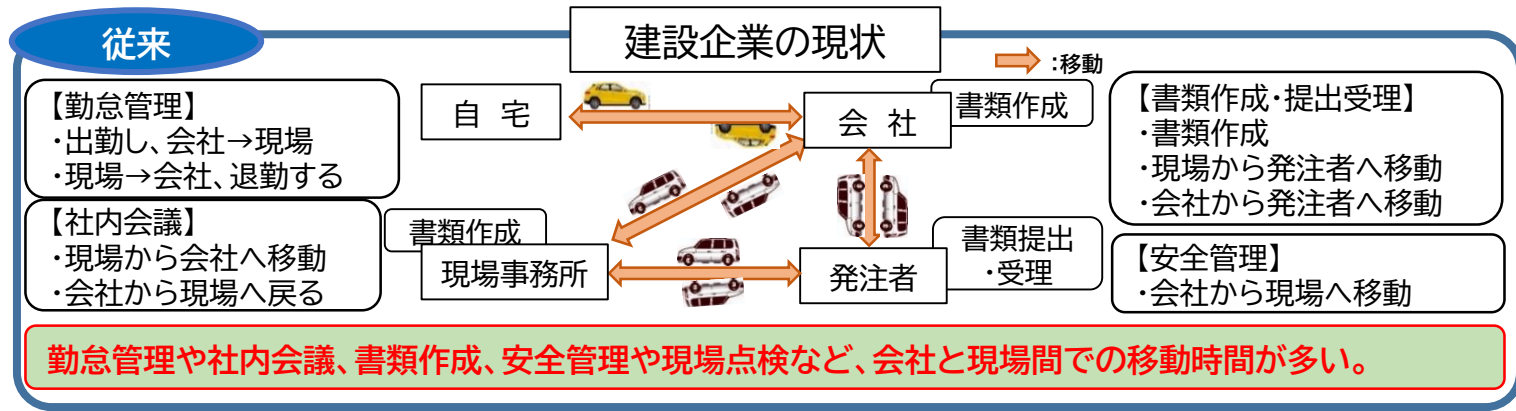 従来
建設企業の現状
:移動
【勤怠管理】
・出勤し、会社→現場
・現場→会社、退勤する
自 宅
会 社
書類作成
【書類作成・提出受理】
・書類作成
・現場から発注者へ移動
・会社から発注者へ移動
【社内会議】
・現場から会社へ移動
・会社から現場へ戻る
書類作成
現場事務所
発注者
書類提出
・受理
【安全管理】
・会社から現場へ移動
勤怠管理や社内会議、書類作成、安全管理や現場点検など、会社と現場間での移動時間が多い。